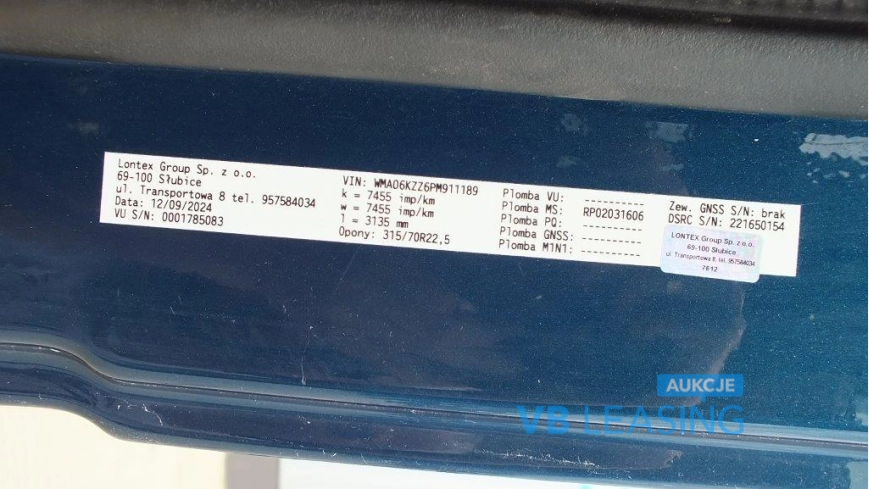 Lontex Group Sp. z o.o.
69-100 Słubice
ul. Transportowa 8 tel. 957584034
Data: 12/09/2024
VU S/N: 0001785083
VIN: WMA06KZZ6PM911189
k = 7455 imp/km
w = 7455 imp/km
l = 3135 mm
Opony: 315/70R22,5
Plomba VU: ---------
Plomba MS: RP02031606
Plomba PQ: ---------
Plomba GNSS: ---------
Plomba M1N1: ---------
Zew. GNSS S/N: brak
DSRC S/N: 221650154
LONTEX Group Sp. z o.o.
69-100 Słubice
ul. Transportowa 8, tel. 957584034
7612
AUKCJE
VB LEASING